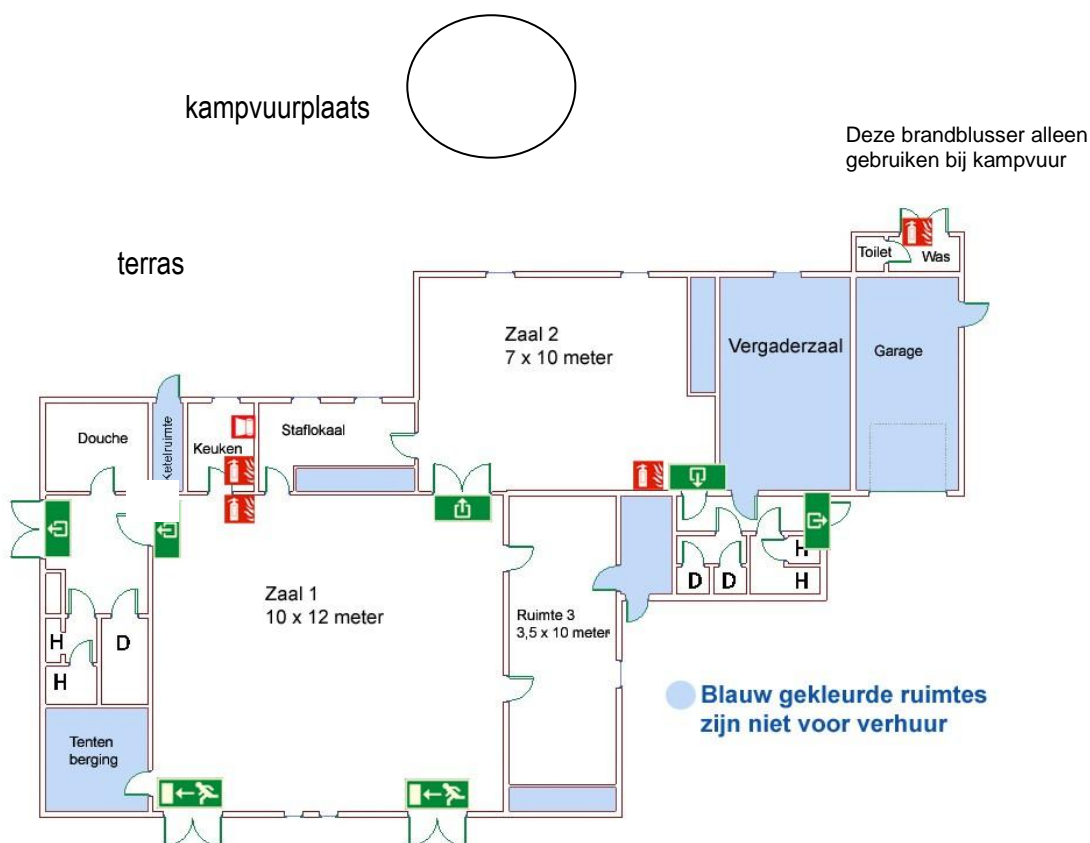 kampvuurplaats
Deze brandblusser alleen
gebruiken bij kampvuur
terras
Toilet
Was
Zaal 2
7 x 10 meter
Vergaderzaal
Garage
Douche
Ketelruimte
Keuken
Staflokaal
Zaal 1
10 x 12 meter
Ruimte 3
3,5 x 10 meter
D
D
H
H
H
D
H
Blauw gekleurde ruimtes
zijn niet voor verhuur
Tenten
berging